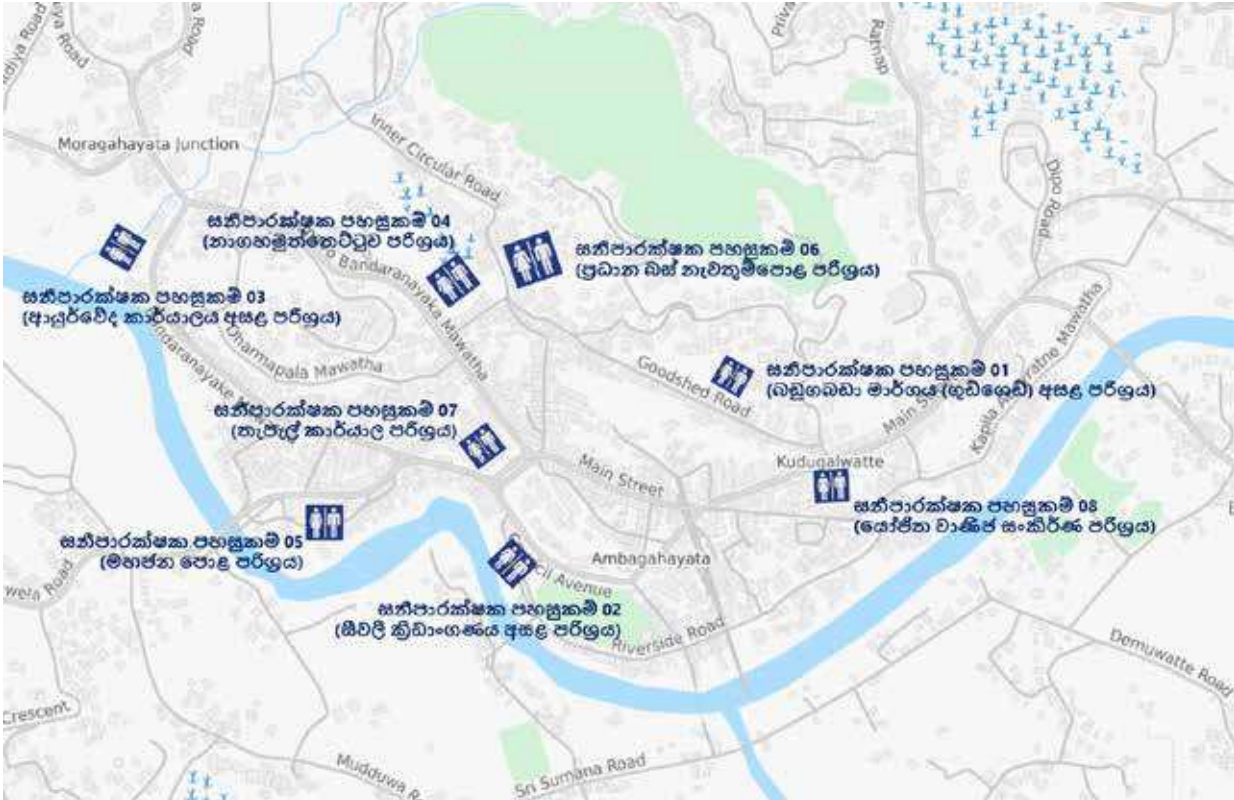 Moragahayata Junction
Inner Circular Road
Dipo Road
සනීපාරක්ෂක පහසුකම් 04
(නාගහමුත්තෙට්ටුව පරිශ්‍රය)
සනීපාරක්ෂක පහසුකම් 06
(ප්‍රධාන බස් නැවතුම්පොළ පරිශ්‍රය)
Bandaranayaka Mawatha
සනීපාරක්ෂක පහසුකම් 03
(ආයුර්වේද කාර්යාලය අසළ පරිශ්‍රය)
Dharmapala Mawatha
Goodshed Road
සනීපාරක්ෂක පහසුකම් 01
(බඩුගබඩා මාර්ගය (ගුඩ්ශෙඩ්) අසළ පරිශ්‍රය)
සනීපාරක්ෂක පහසුකම් 07
(තැපැල් කාර්යාල පරිශ්‍රය)
Main Street
Kudugalwatte
සනීපාරක්ෂක පහසුකම් 08
(යෝජිත වාණිජ සංකීර්ණ පරිශ්‍රය)
සනීපාරක්ෂක පහසුකම් 05
(මහජන පොළ පරිශ්‍රය)
Ambagahayata
Avenue
සනීපාරක්ෂක පහසුකම් 02
(සීවලී ක්‍රීඩාංගණය අසළ පරිශ්‍රය)
Riverside Road
Demuwatte Road
Crescent
Mudduwa
Sri Sumana Road